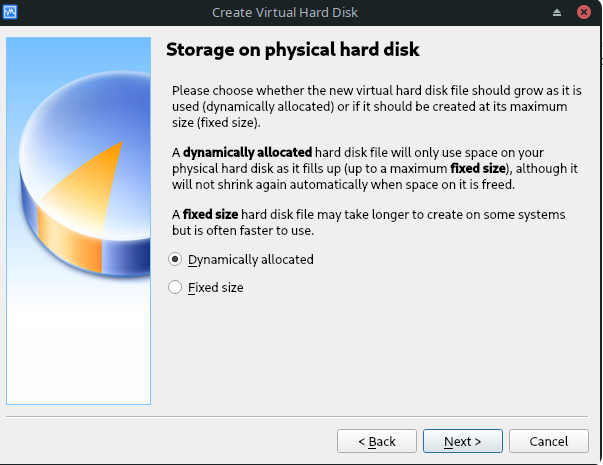 Create Virtual Hard Disk
Storage on physical hard disk
Please choose whether the new virtual hard disk file should grow as it is
used (dynamically allocated) or if it should be created at its maximum
size (fixed size).
A dynamically allocated hard disk file will only use space on your
physical hard disk as it fills up (up to a maximum fixed size), although it
will not shrink again automatically when space on it is freed.
A fixed size hard disk file may take longer to create on some systems
but is often faster to use.
Dynamically allocated
Fixed size
< Back
Next >
Cancel